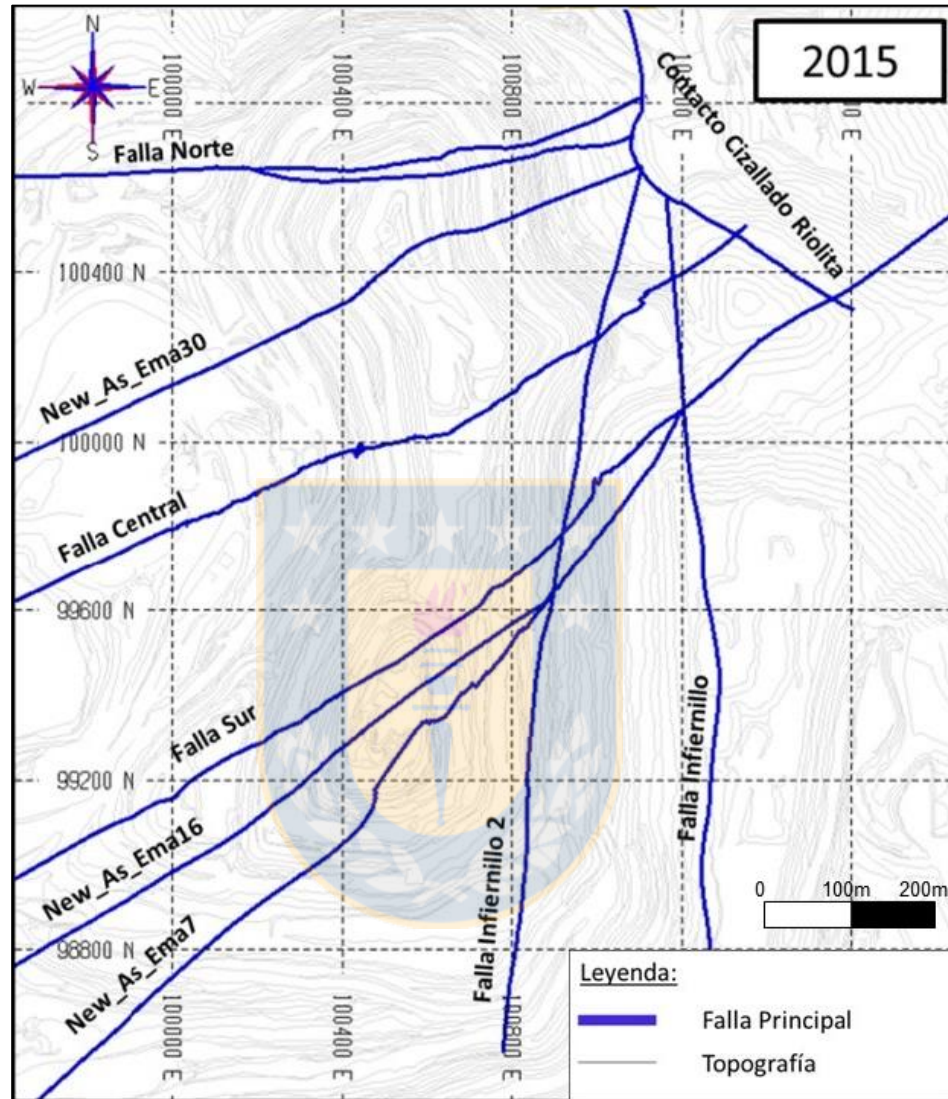 2015
N
W E
S
100000 E
100400 E
100800 E
Contacto Cizallado Riolita
Falla Norte
100400 N
New_As_Ema30
100000 N
Falla Central
99600 N
Falla Sur
99200 N
New_As_Ema16
Falla Infiernillo
Falla Infiernillo 2
0 100m 200m
98800 N
New_As_Ema7
100000 E
100400 E
100800 E
Leyenda:
Falla Principal
Topografía